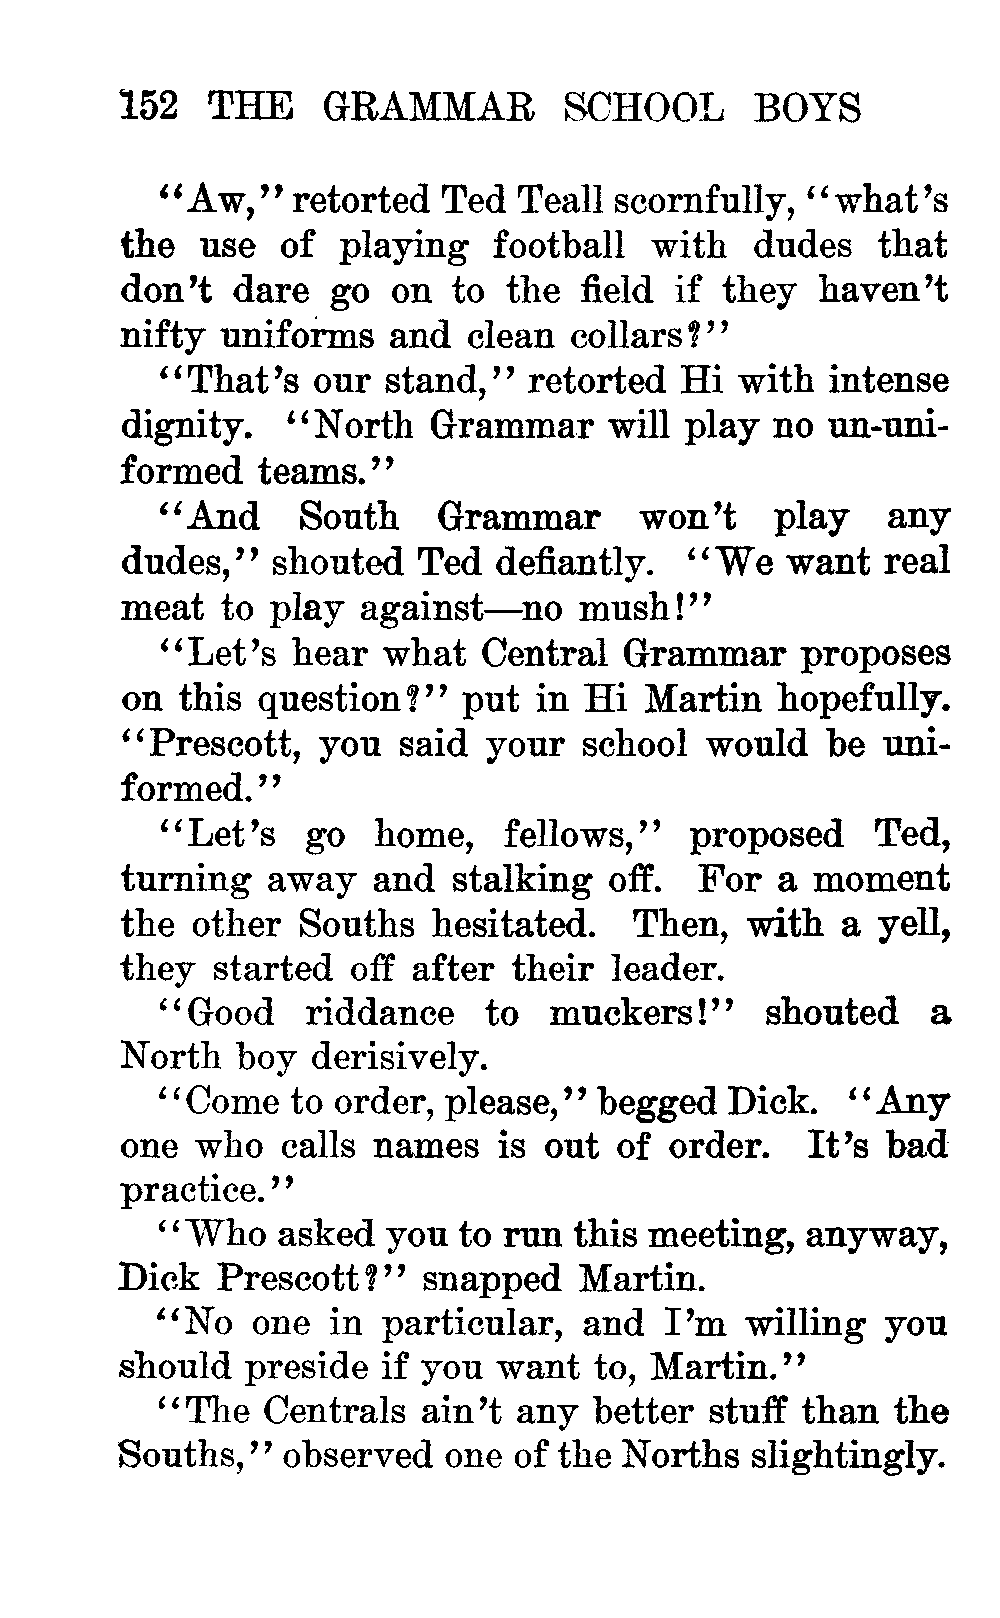 152 THE GRAMMAR SCHOOL BOYS
“Aw,” retorted Ted Teall scornfully, “what’s
the use of playing football with dudes that
don’t dare go on to the field if they haven’t
nifty uniforms and clean collars?”
“That’s our stand,” retorted Hi with intense
dignity. “North Grammar will play no un-uni-
formed teams.”
“And South Grammar won’t play any
dudes,” shouted Ted defiantly. “We want real
meat to play against—no mush!”
“Let’s hear what Central Grammar proposes
on this question?” put in Hi Martin hopefully.
“Prescott, you said your school would be uni-
formed.”
“Let’s go home, fellows,” proposed Ted,
turning away and stalking off. For a moment
the other Souths hesitated. Then, with a yell,
they started off after their leader.
“Good riddance to muckers!” shouted a
North boy derisively.
“Come to order, please,” begged Dick. “Any
one who calls names is out of order. It’s bad
practice.”
“Who asked you to run this meeting, anyway,
Dick Prescott?” snapped Martin.
“No one in particular, and I’m willing you
should preside if you want to, Martin.”
“The Centrals ain’t any better stuff than the
Souths,” observed one of the Norths slightingly.